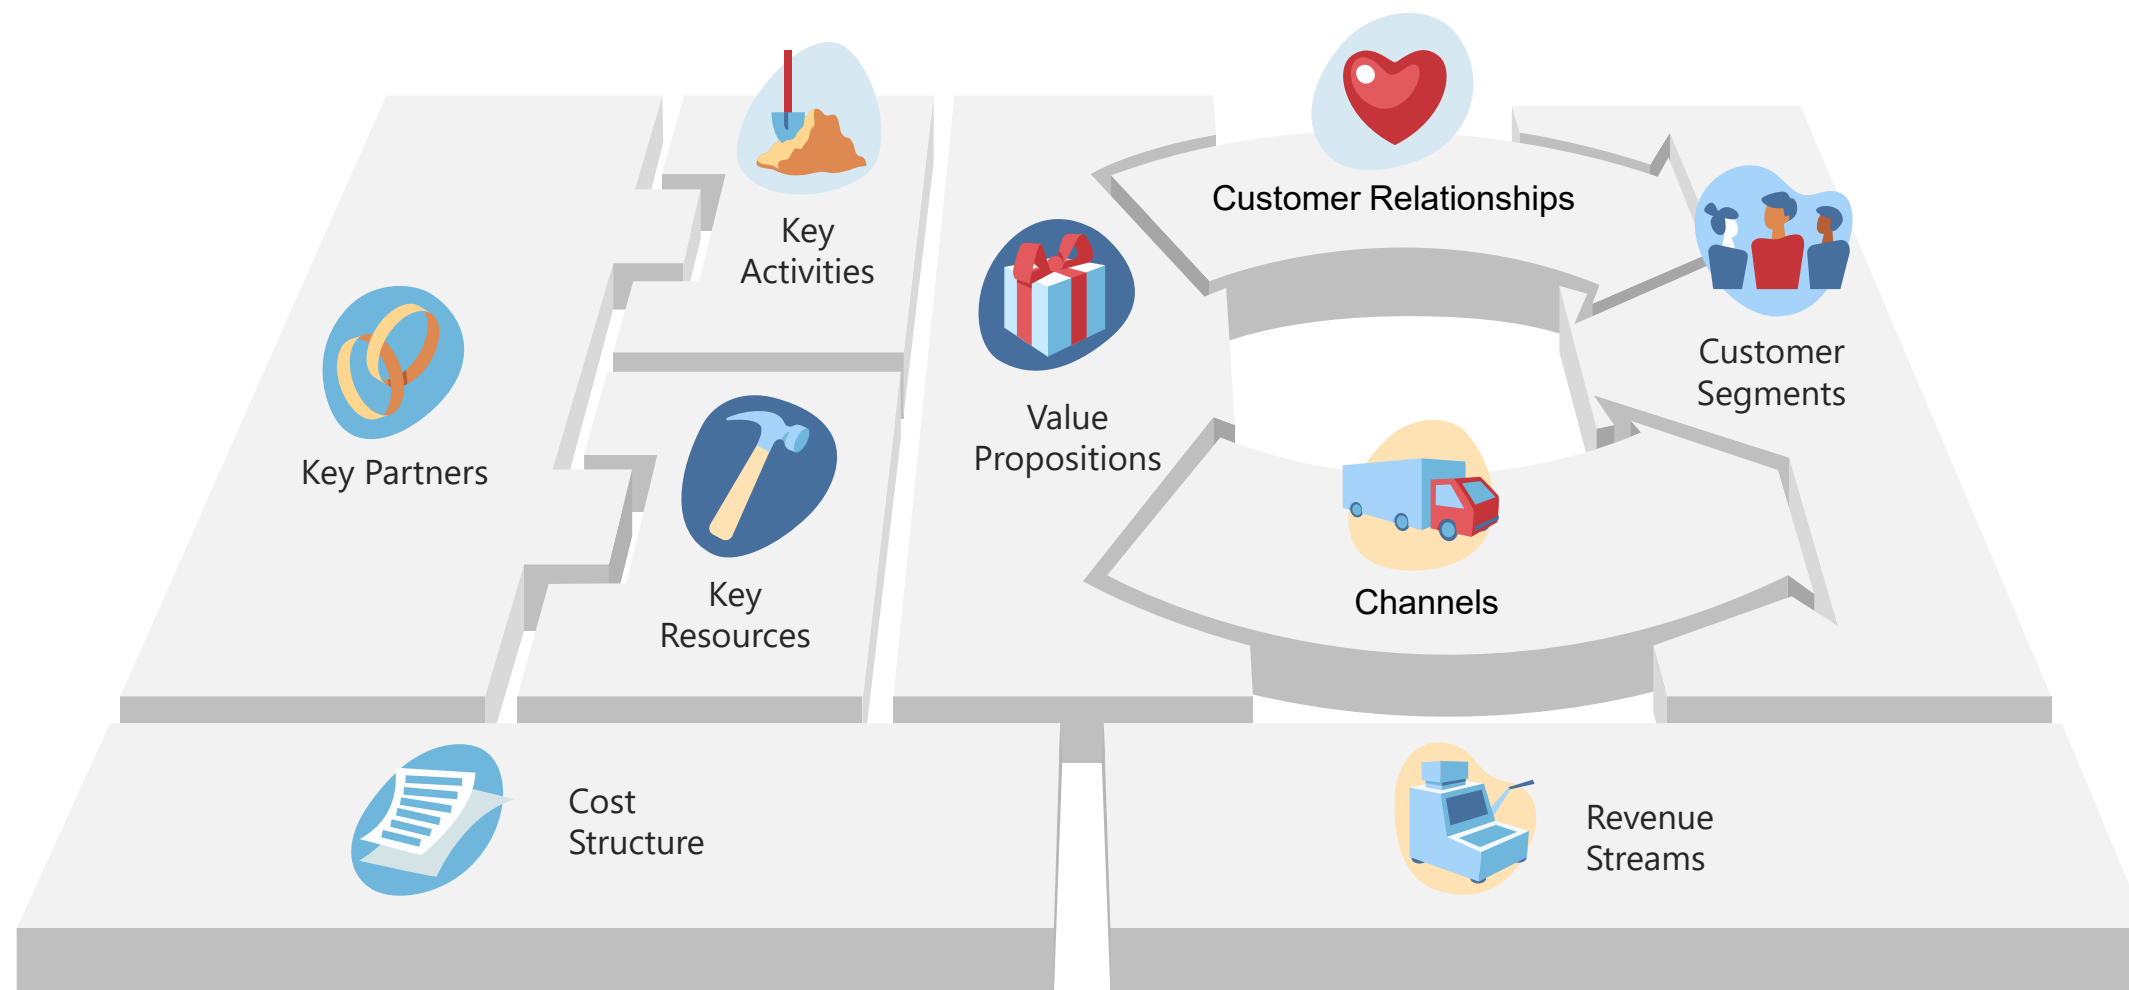 Key Partners
Key
Activities
Key
Resources
Value
Propositions
Customer Relationships
Channels
Customer
Segments
Cost
Structure
Revenue
Streams